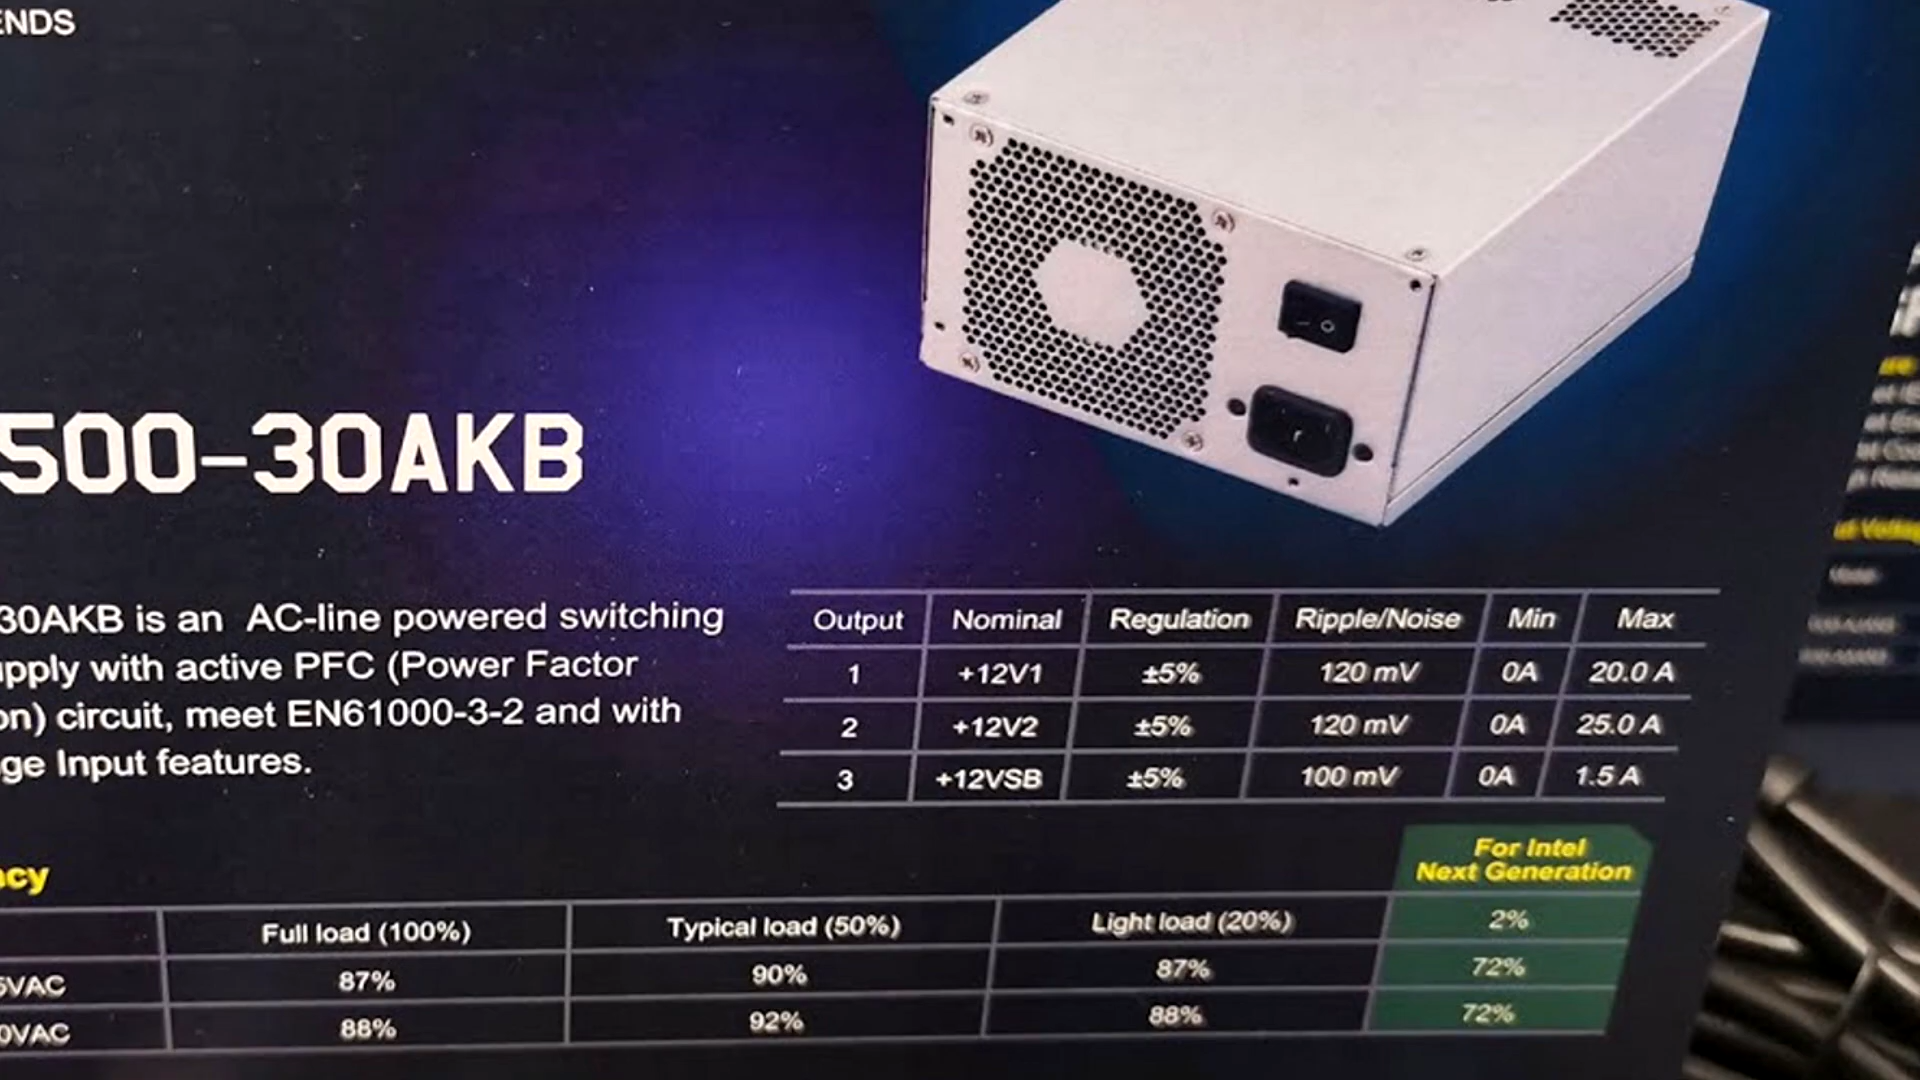 ENDS
500-30AKB
30AKB is an AC-line powered switching
pply with active PFC (Power Factor
on) circuit, meet EN61000-3-2 and with
ge Input features.
Output Nominal Regulation Ripple/Noise Min Max
1 +12V1 ±5% 120 mV 0A 20.0 A
2 +12V2 ±5% 120 mV 0A 25.0 A
3 +12VSB ±5% 100 mV 0A 1.5 A
For Intel
Next Generation
cy
Full load (100%) Typical load (50%) Light load (20%) 2%
5VAC 87% 90% 87% 72%
0VAC 88% 92% 88% 72%